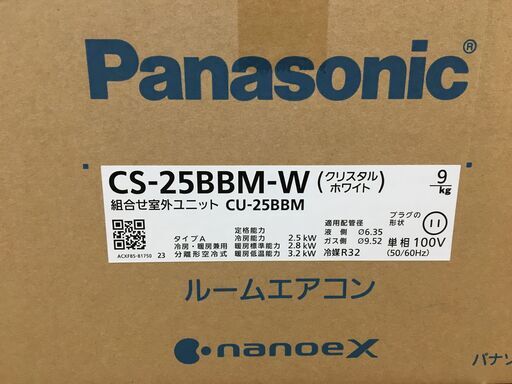 Panasonic®
CS-25BBM-W (クリスタルホワイト) 9/kg
組合せ室外ユニット CU-25BBM
ACXF85-81750 23
タイプA
冷房・暖房兼用
分離形空冷式
定格能力
冷房能力 2.5 kW
暖房標準能力 2.8 kW
暖房低温能力 3.2 kW
適用配管径
液 側 ∅6.35
ガス側 ∅9.52
冷媒R32
プラグの形状
単相 100V
(50/60Hz)
ルームエアコン
nanoeX
パナソ